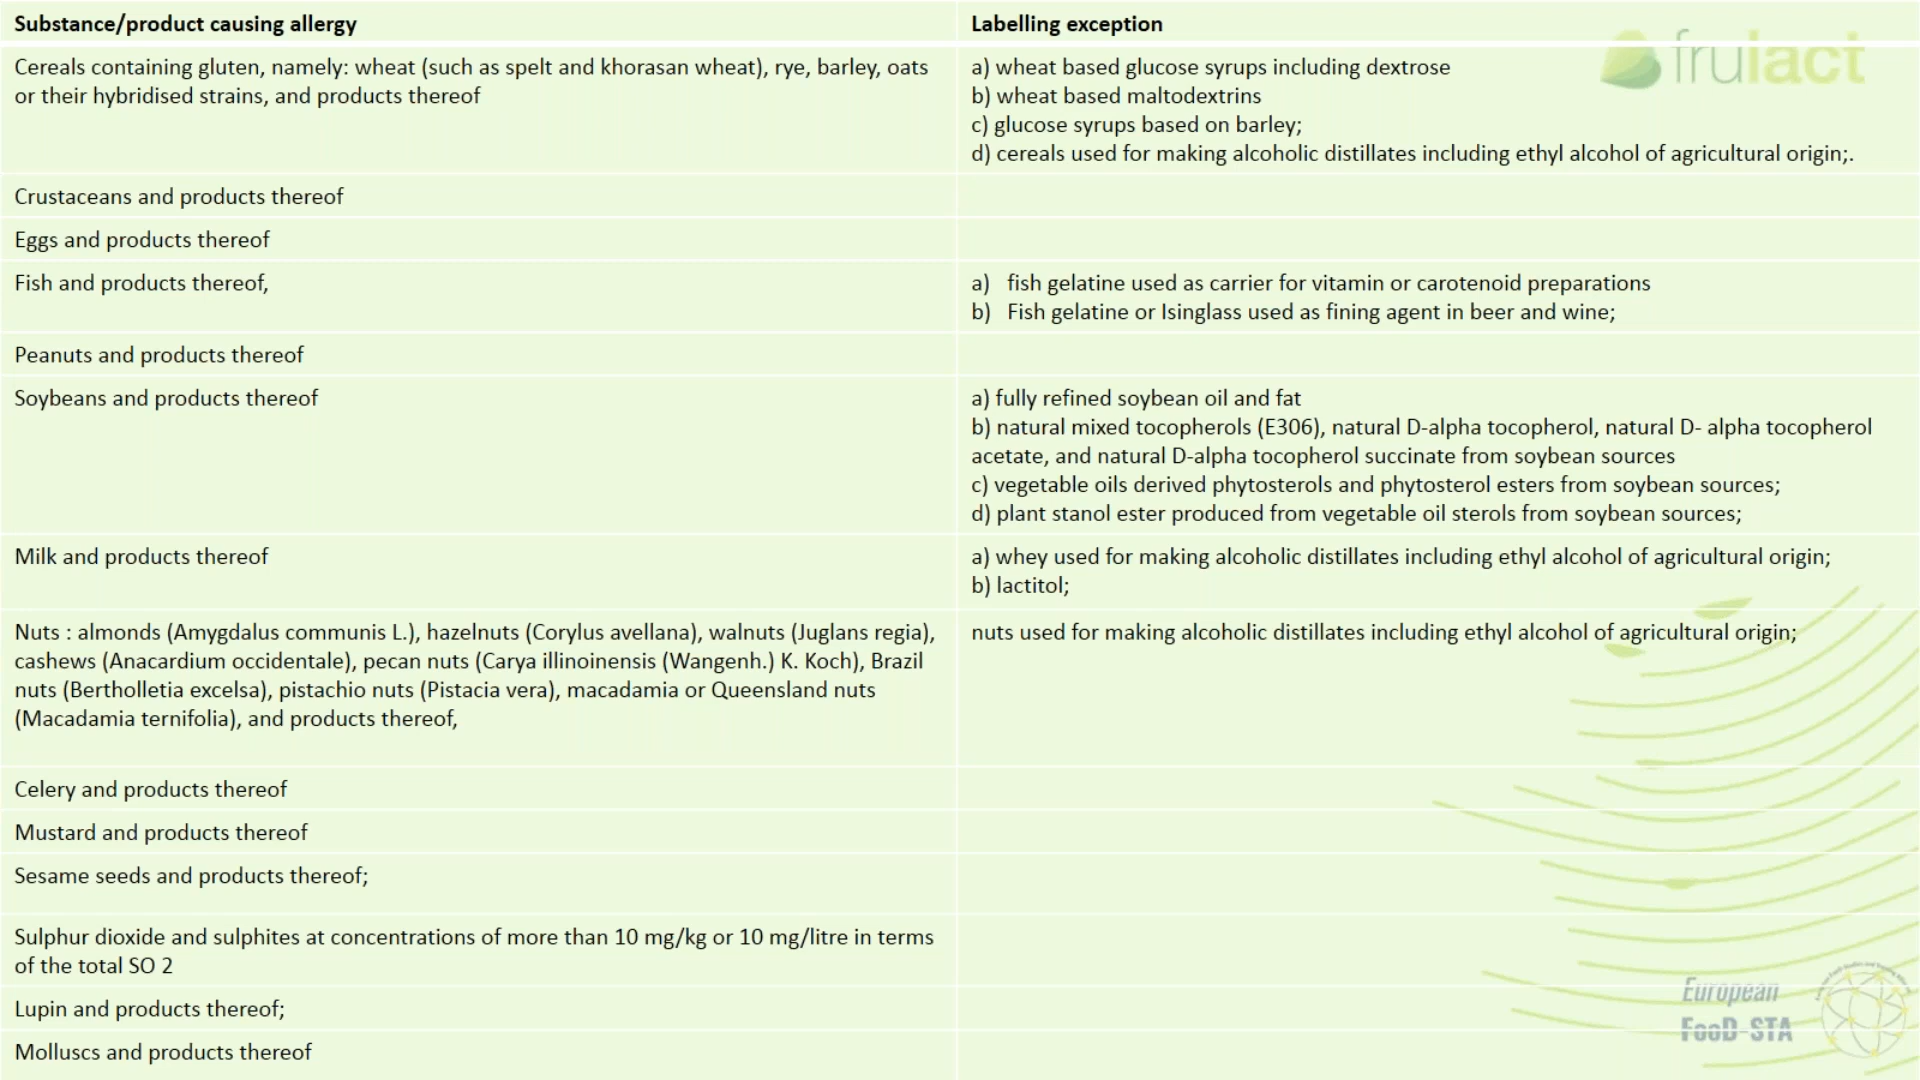 Substance/product causing allergy
Labelling exception
frulact
Cereals containing gluten, namely: wheat (such as spelt and khorasan wheat), rye, barley, oats
or their hybridised strains, and products thereof
a) wheat based glucose syrups including dextrose
b) wheat based maltodextrins
c) glucose syrups based on barley;
d) cereals used for making alcoholic distillates including ethyl alcohol of agricultural origin;.
Crustaceans and products thereof
Eggs and products thereof
Fish and products thereof,
a) fish gelatine used as carrier for vitamin or carotenoid preparations
b) Fish gelatine or Isinglass used as fining agent in beer and wine;
Peanuts and products thereof
Soybeans and products thereof
a) fully refined soybean oil and fat
b) natural mixed tocopherols (E306), natural D-alpha tocopherol, natural D- alpha tocopherol
acetate, and natural D-alpha tocopherol succinate from soybean sources
c) vegetable oils derived phytosterols and phytosterol esters from soybean sources;
d) plant stanol ester produced from vegetable oil sterols from soybean sources;
Milk and products thereof
a) whey used for making alcoholic distillates including ethyl alcohol of agricultural origin;
b) lactitol;
Nuts : almonds (Amygdalus communis L.), hazelnuts (Corylus avellana), walnuts (Juglans regia),
cashews (Anacardium occidentale), pecan nuts (Carya illinoinensis (Wangenh.) K. Koch), Brazil
nuts (Bertholletia excelsa), pistachio nuts (Pistacia vera), macadamia or Queensland nuts
(Macadamia ternifolia), and products thereof,
nuts used for making alcoholic distillates including ethyl alcohol of agricultural origin;
Celery and products thereof
Mustard and products thereof
Sesame seeds and products thereof;
Sulphur dioxide and sulphites at concentrations of more than 10 mg/kg or 10 mg/litre in terms
of the total SO 2
Lupin and products thereof;
Molluscs and products thereof
European
FooD-STA